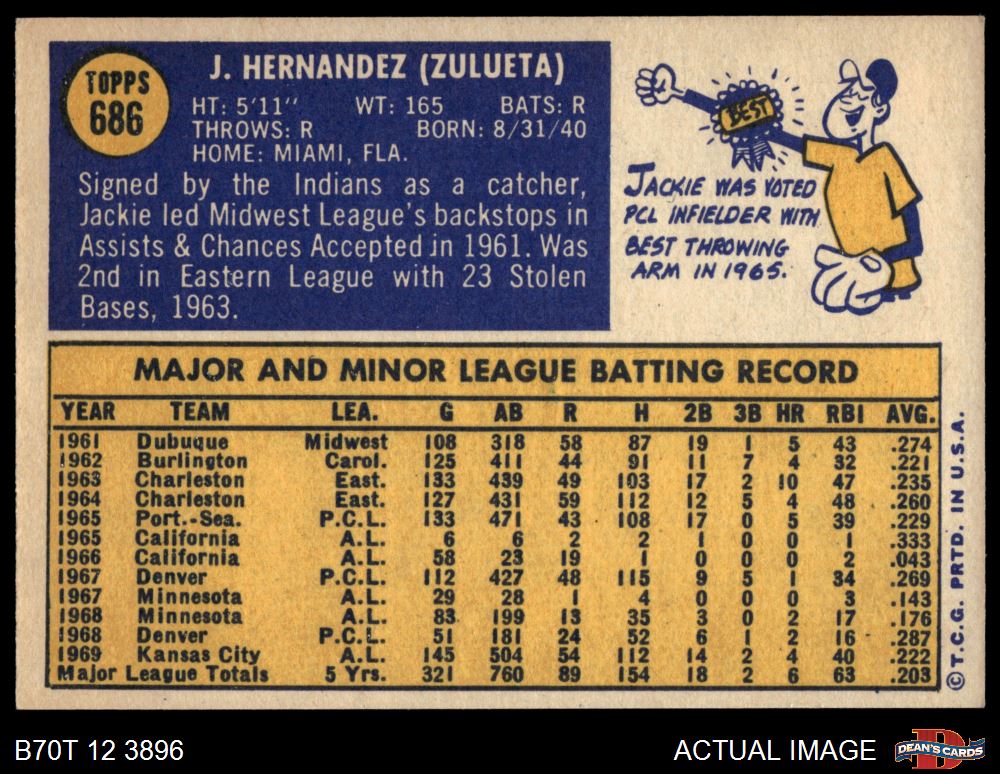 TOPPS
686
J. HERNANDEZ (ZULUETA)
HT: 5'11" WT: 165 BATS: R
THROWS: R BORN: 8/31/40
HOME: MIAMI, FLA.
Signed by the Indians as a catcher,
Jackie led Midwest League's backstops in
Assists & Chances Accepted in 1961. Was
2nd in Eastern League with 23 Stolen
Bases, 1963.
BEST
JACKIE WAS VOTED
PCL INFIELDER WITH
BEST THROWING
ARM IN 1965.
MAJOR AND MINOR LEAGUE BATTING RECORD
YEAR TEAM LEA. G AB R H 2B 3B HR RBI AVG.
1961 Dubuque Midwest 108 318 58 87 19 1 5 43 .274
1962 Burlington Carol. 125 411 44 91 11 7 4 32 .221
1963 Charleston East. 133 439 49 103 17 2 10 47 .235
1964 Charleston East. 127 431 59 112 12 5 4 48 .260
1965 Port.-Sea. P.C.L. 133 471 43 108 17 0 5 39 .229
1965 California A.L. 6 6 2 2 1 0 0 1 .333
1966 California A.L. 58 23 19 1 0 0 0 2 .043
1967 Denver P.C.L. 112 427 48 115 9 5 1 34 .269
1967 Minnesota A.L. 29 28 1 4 0 0 0 3 .143
1968 Minnesota A.L. 83 199 13 35 3 0 2 17 .176
1968 Denver P.C.L. 51 181 24 52 6 1 2 16 .287
1969 Kansas City A.L. 145 504 54 112 14 2 4 40 .222
Major League Totals 5 Yrs. 321 760 89 154 18 2 6 63 .203
©T.C.G. PRTD. IN U.S.A.
B70T 12 3896
ACTUAL IMAGE
DEAN'S CARDS